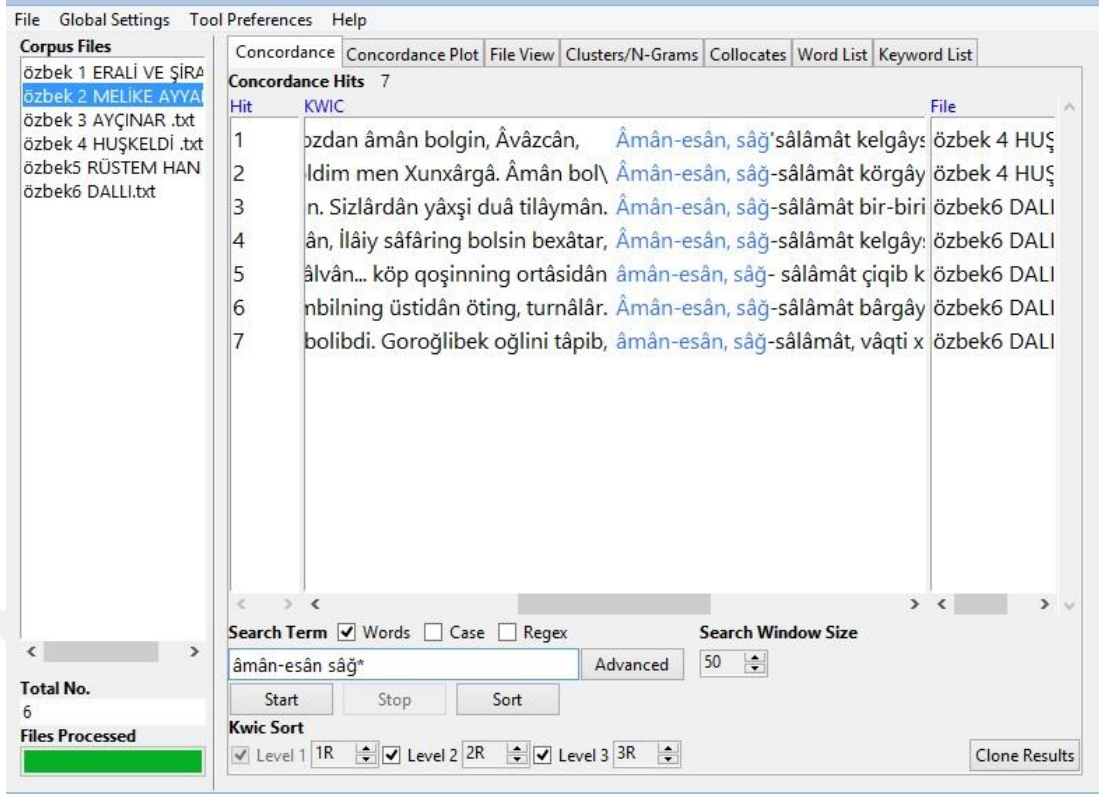 File Global Settings Tool Preferences Help
Corpus Files
özbek 1 ERALİ VE ŞİRA
özbek 2 MELİKE AYYA
özbek 3 AYÇINAR .txt
özbek 4 HUŞKELDİ .txt
özbek5 RÜSTEM HAN
özbek6 DALLI.txt
Total No.
6
Files Processed
Concordance Concordance Plot File View Clusters/N-Grams Collocates Word List Keyword List
Concordance Hits 7
Hit KWIC File
1 ozdan âmân bolgin, Âvâzcân, Âmân-esân, sâğ'sâlâmât kelgâys özbek 4 HUŞ
2 ldim men Xunxârgâ. Âmân bol\ Âmân-esân, sâğ-sâlâmât körgây özbek 4 HUŞ
3 n. Sizlârdân yâxşi duâ tilâymân. Âmân-esân, sâğ-sâlâmât bir-biri özbek6 DALI
4 ân, İlâiy sâfâring bolsin bexâtar, Âmân-esân, sâğ-sâlâmât kelgây özbek6 DALI
5 âlvân... köp qoşinning ortâsidân âmân-esân, sâğ- sâlâmât çiqib k özbek6 DALI
6 nbilning üstidân öting, turnâlâr. Âmân-esân, sâğ-sâlâmât bârgây özbek6 DALI
7 bolibdi. Goroğlibek oğlini tâpib, âmân-esân, sâğ-sâlâmât, vâqti x özbek6 DALI
Search Term Words Case Regex Search Window Size
âmân-esân sâğ* Advanced 50
Start Stop Sort
Kwic Sort
Level 1 1R Level 2 2R Level 3 3R Clone Results